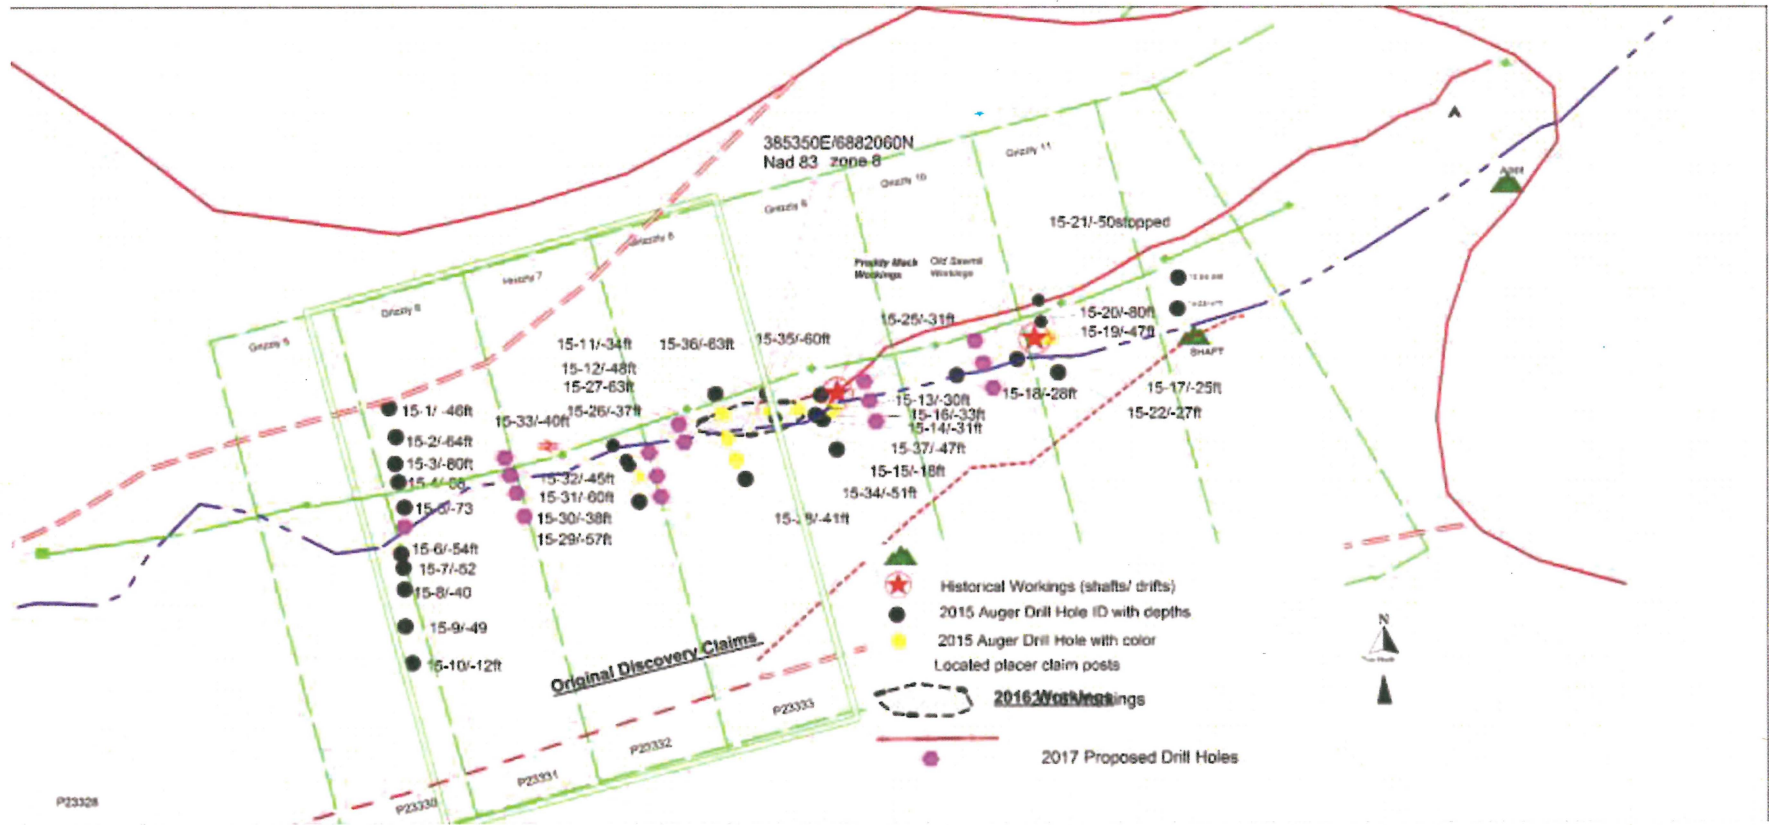 385350E/6882060N
Nad 83 zone 8
Grizzly 11
Grizzly 10
Grizzly 8
Grizzly 6
Grizzly 5
15-21/-50stopped
Workings
Old
Workings
15-25/-31ft
15-20/-80ft
15-19/-47ft
SHAFT
15-11/-34ft
15-36/-63ft
15-35/-60ft
15-12/-48ft
15-27-63ft
15-26/-37ft
15-33/-40ft
15-17/-25ft
15-22/-27ft
15-18/-28ft
15-13/-30ft
15-16/-33ft
15-14/-31ft
15-37/-47ft
15-15/-18ft
15-34/-51ft
15-1/ -46ft
15-2/-64ft
15-3/-80ft
15-32/-45ft
15-31/-60ft
15-30/-38ft
15-29/-57ft
15-6/-54ft
15-7/-52
15-8/-40
15-9/-49
15-10/-12ft
Original Discovery Claims
P23333
P23332
P23331
P23330
P23328
Historical Workings (shafts/ drifts)
2015 Auger Drill Hole ID with depths
2015 Auger Drill Hole with color
Located placer claim posts
2016 Workings
2017 Proposed Drill Holes
N